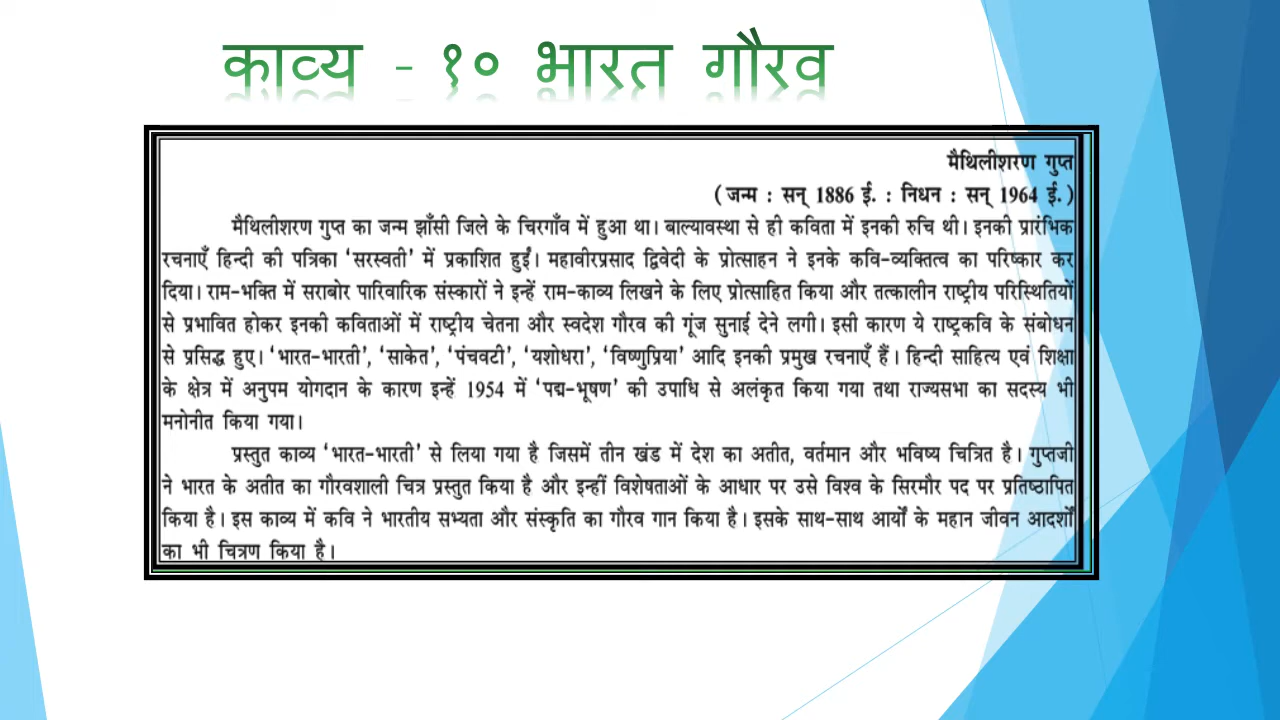 काव्य - १० भारत गौरव
मैथिलीशरण गुप्त
( जन्म : सन् 1886 ई. : निधन : सन् 1964 ई. )
मैथिलीशरण गुप्त का जन्म झाँसी जिले के चिरगाँव में हुआ था। बाल्यावस्था से ही कविता में इनकी रुचि थी। इनकी प्रारंभिक
रचनाएँ हिन्दी की पत्रिका ‘सरस्वती’ में प्रकाशित हुईं। महावीरप्रसाद द्विवेदी के प्रोत्साहन ने इनके कवि-व्यक्तित्व का परिष्कार कर
दिया। राम-भक्ति में सराबोर पारिवारिक संस्कारों ने इन्हें राम-काव्य लिखने के लिए प्रोत्साहित किया और तत्कालीन राष्ट्रीय परिस्थितियों
से प्रभावित होकर इनकी कविताओं में राष्ट्रीय चेतना और स्वदेश गौरव की गूंज सुनाई देने लगी। इसी कारण ये राष्ट्रकवि के संबोधन
से प्रसिद्ध हुए। ‘भारत-भारती’, ‘साकेत’, ‘पंचवटी’, ‘यशोधरा’, ‘विष्णुप्रिया’ आदि इनकी प्रमुख रचनाएँ हैं। हिन्दी साहित्य एवं शिक्षा
के क्षेत्र में अनुपम योगदान के कारण इन्हें 1954 में ‘पद्म-भूषण’ की उपाधि से अलंकृत किया गया तथा राज्यसभा का सदस्य भी
मनोनीत किया गया।
प्रस्तुत काव्य ‘भारत-भारती’ से लिया गया है जिसमें तीन खंड में देश का अतीत, वर्तमान और भविष्य चित्रित है। गुप्तजी
ने भारत के अतीत का गौरवशाली चित्र प्रस्तुत किया है और इन्हीं विशेषताओं के आधार पर उसे विश्व के सिरमौर पद पर प्रतिष्ठापित
किया है। इस काव्य में कवि ने भारतीय सभ्यता और संस्कृति का गौरव गान किया है। इसके साथ-साथ आर्यों के महान जीवन आदर्शों
का भी चित्रण किया है।